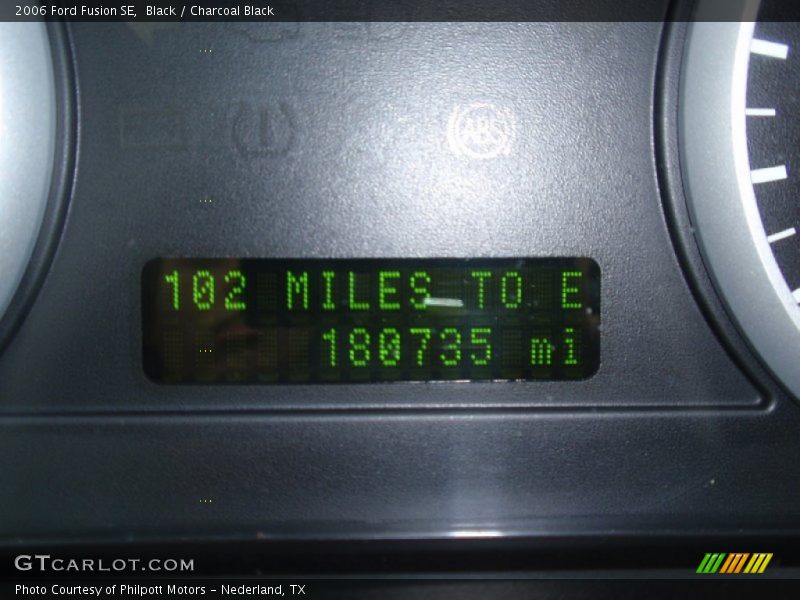 2006 Ford Fusion SE,  Black / Charcoal Black
ABS
102 MILES TO E
180735 mi
GTCARLOT.COM
Photo Courtesy of Philpott Motors - Nederland, TX